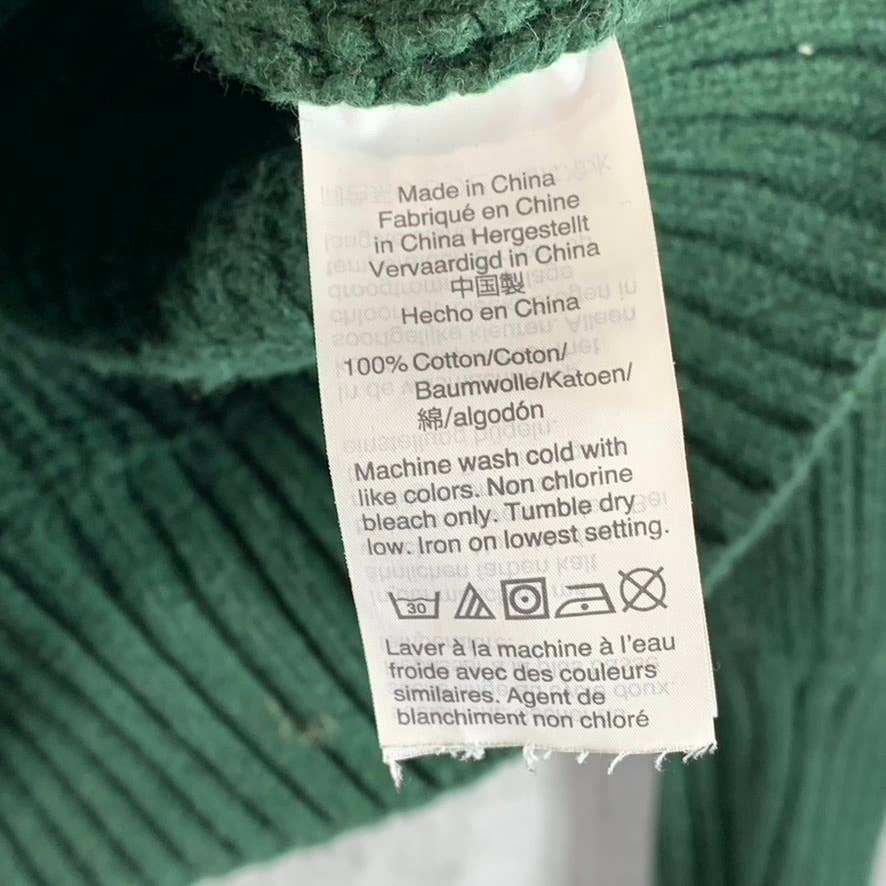 Made in China
Fabriqué en Chine
in China Hergestellt
Vervaardigd in China
中国製
Hecho en China
100% Cotton/Coton/
Baumwolle/Katoen/
綿/algodón
Machine wash cold with
like colors. Non chlorine
bleach only. Tumble dry
low. Iron on lowest setting.
30
Laver à la machine à l'eau
froide avec des couleurs
similaires. Agent de
blanchiment non chloré